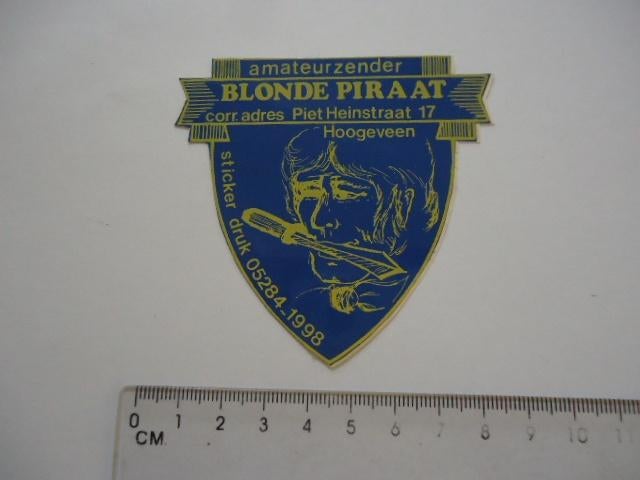 amateurzender
BLONDE PIRAAT
corr.adres Piet Heinstraat 17
Hoogeveen
sticker druk 05284-1998
0 1 2 3 4 5 6 7 8 9 10 11
CM